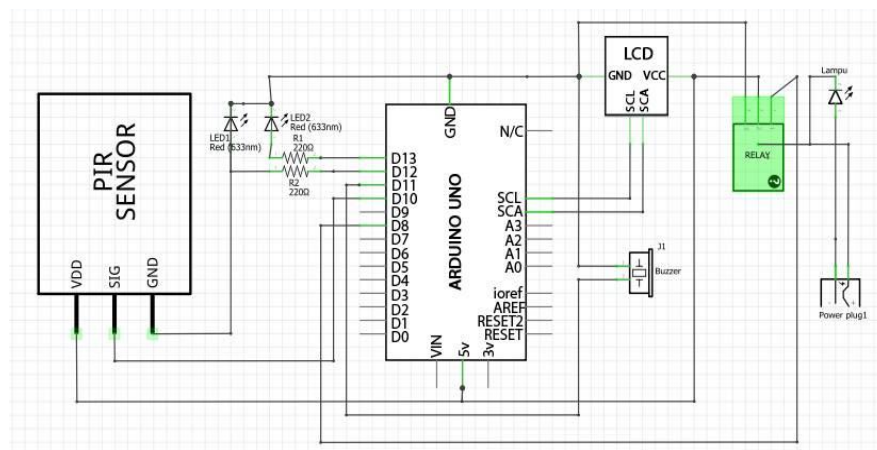 LCD
GND VCC
SCL
SCA
Lampu
RELAY
LED2
Red (633nm)
LED1
Red (633nm)
R1
220Ω
R2
220Ω
PIR
SENSOR
VDD
SIG
GND
GND
N/C
D13
D12
D11
D10
D9
D8
D7
D6
D5
D4
D3
D2
D1
D0
ARDUINO UNO
SCL
SCA
A3
A2
A1
A0
ioref
AREF
RESET2
RESET
VIN
5v
3v
J1
Buzzer
Power plug1